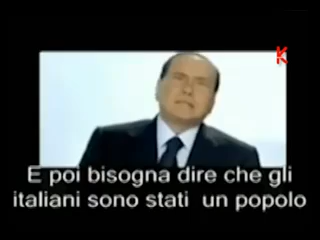 K
E poi bisogna dire che gli
italiani sono stati un popolo